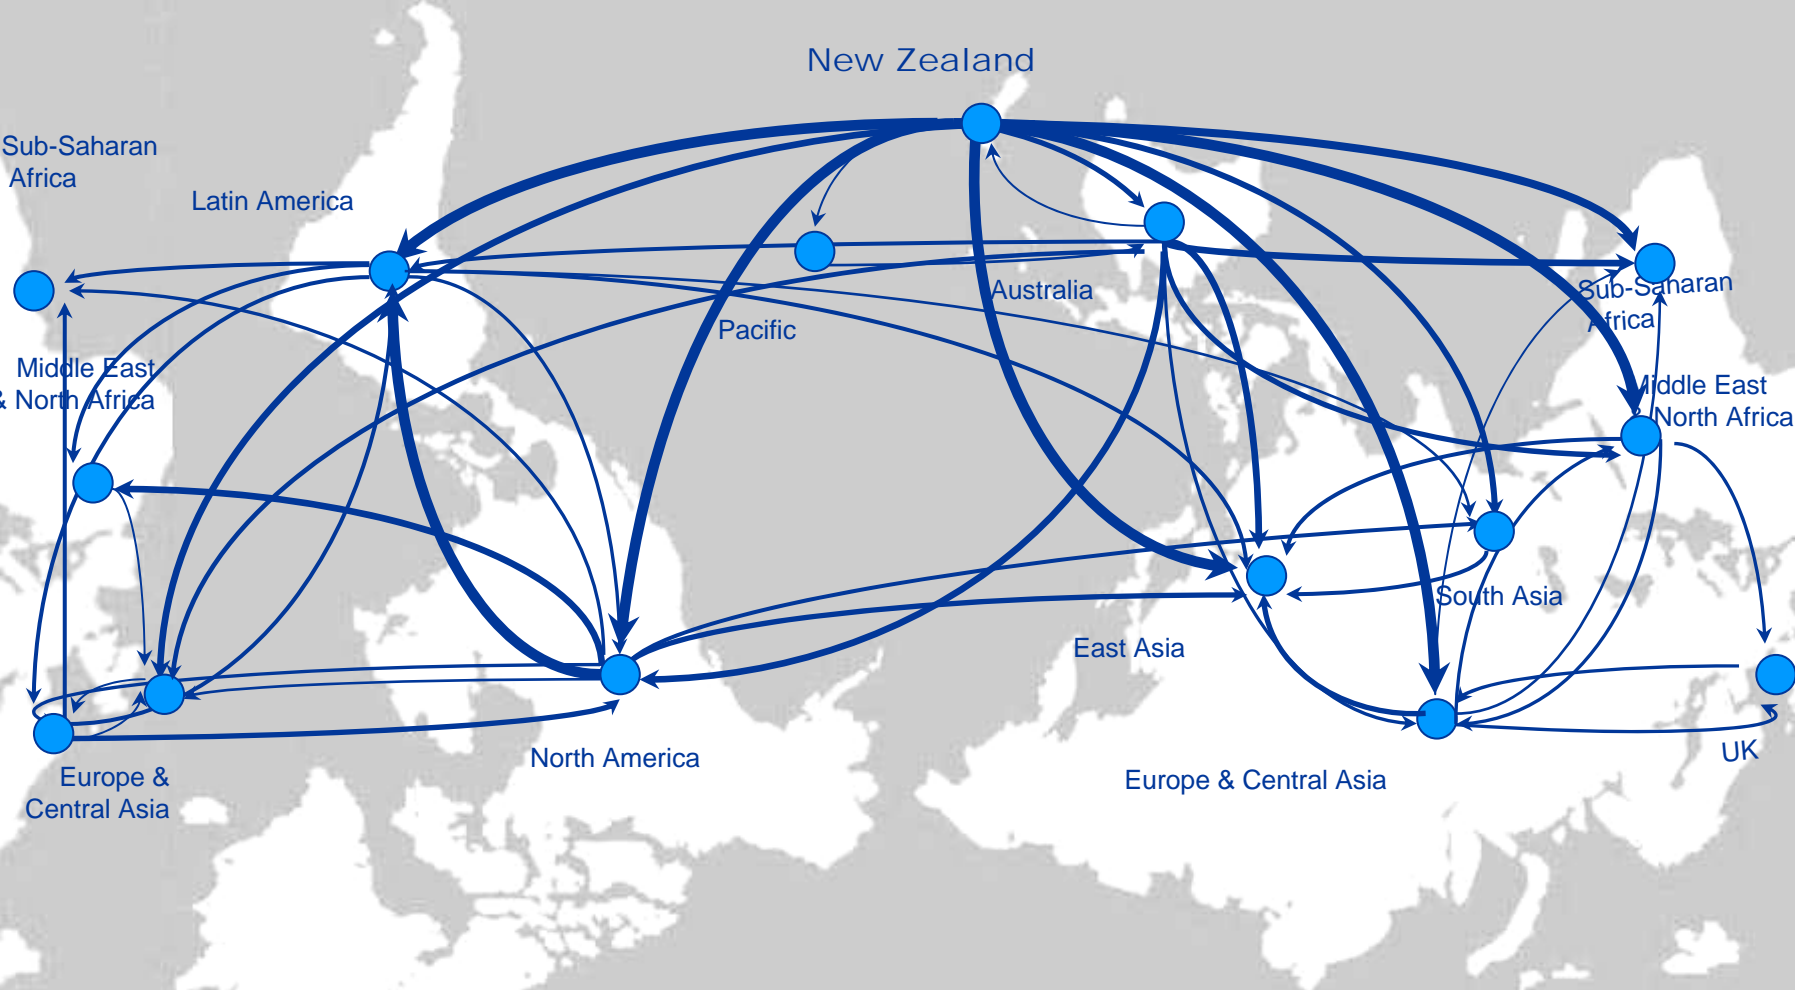 New Zealand
Sub-Saharan
Africa
Latin America
Australia
Sub-Saharan
Africa
Pacific
Middle East
& North Africa
Middle East
North Africa
South Asia
East Asia
North America
UK
Europe &
Central Asia
Europe & Central Asia